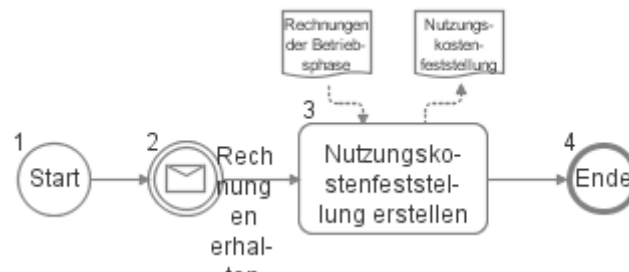 Rechnungen
der Betrieb-
sphase
Nutzungs-
kosten-
feststellung
1
Start
2
Rech
nung
en
erhal-
ten
3
Nutzungsko-
stenfeststel-
lung erstellen
4
Ende